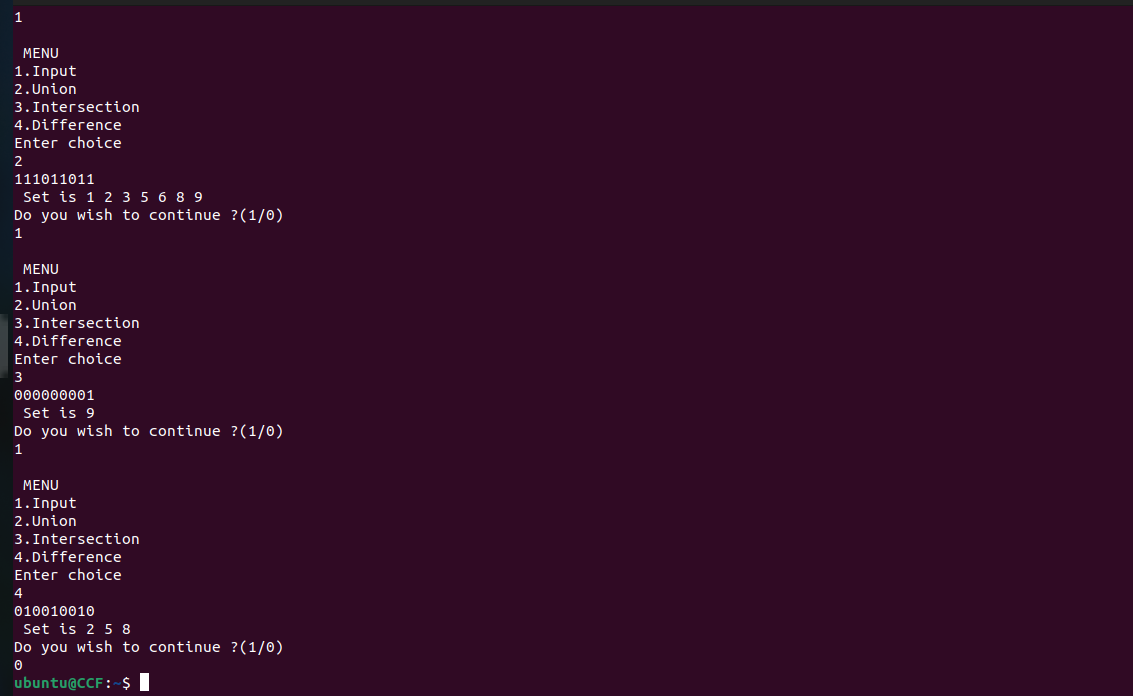 1
MENU
1.Input
2.Union
3.Intersection
4.Difference
Enter choice
2
111011011
Set is 1 2 3 5 6 8 9
Do you wish to continue ?(1/0)
1
MENU
1.Input
2.Union
3.Intersection
4.Difference
Enter choice
3
000000001
Set is 9
Do you wish to continue ?(1/0)
1
MENU
1.Input
2.Union
3.Intersection
4.Difference
Enter choice
4
010010010
Set is 2 5 8
Do you wish to continue ?(1/0)
0
ubuntu@CCF:~$